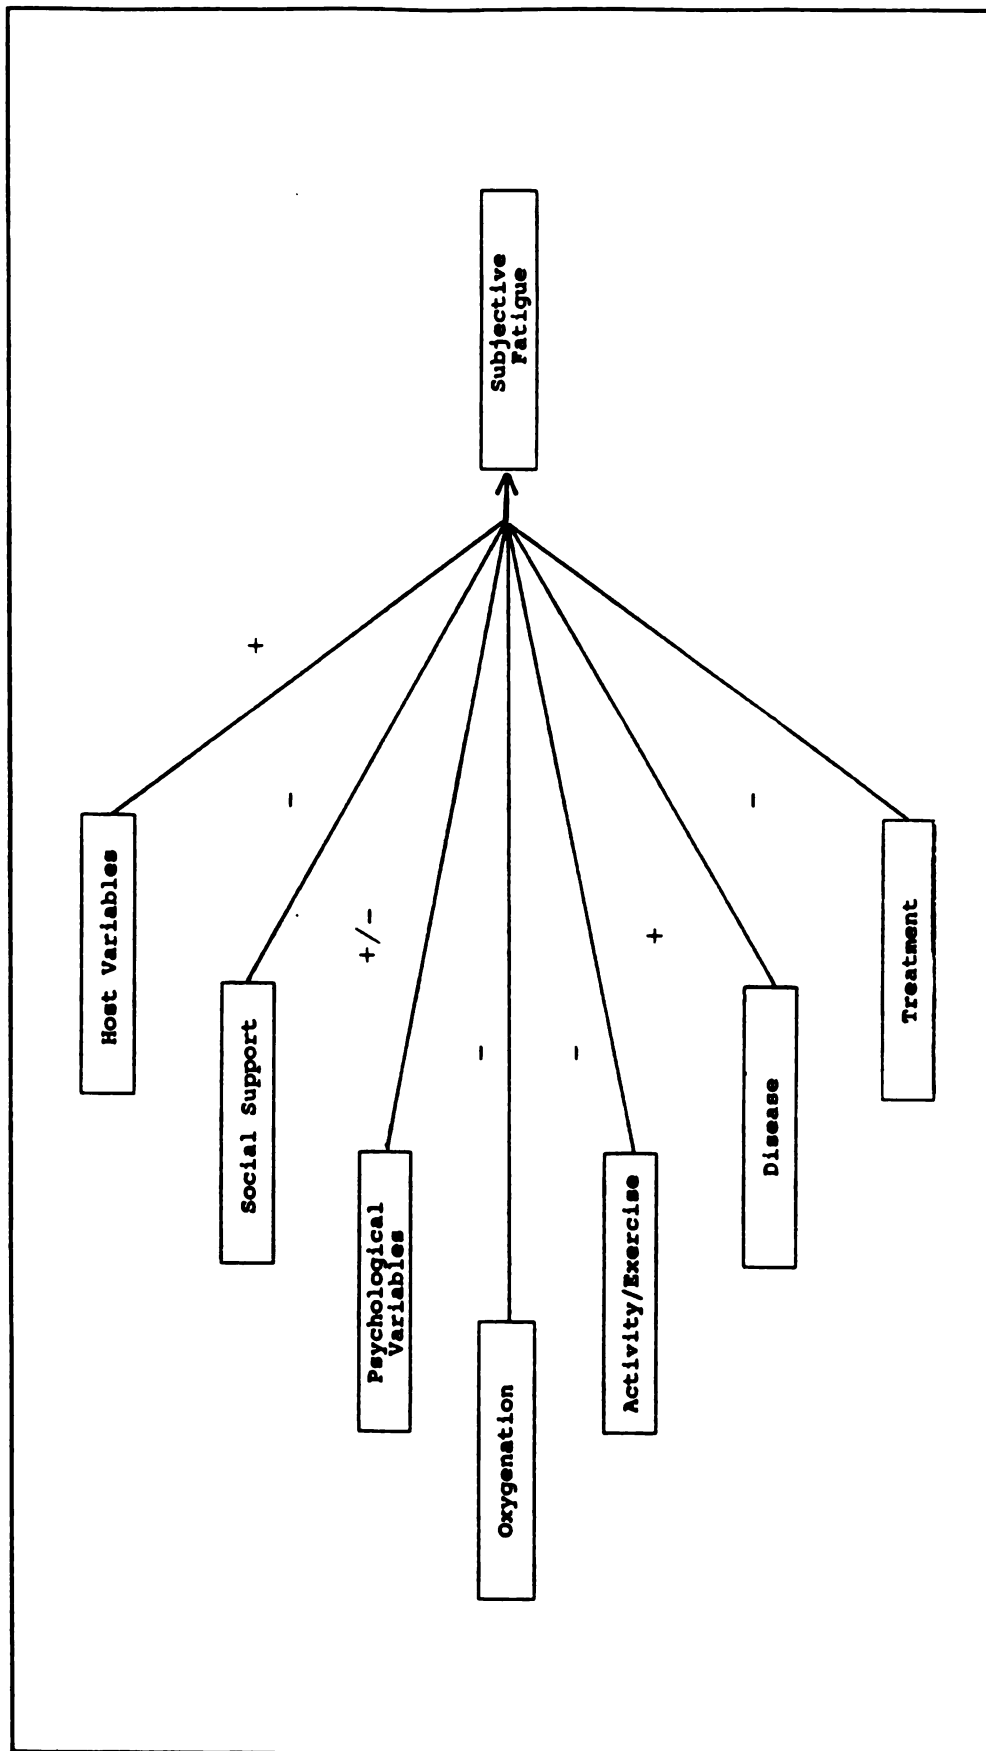 Host Variables
+
Social Support
-
Psychological
Variables
+/-
Oxygenation
-
Subjective
Fatigue
Activity/Exercise
-
Disease
+
Treatment
-